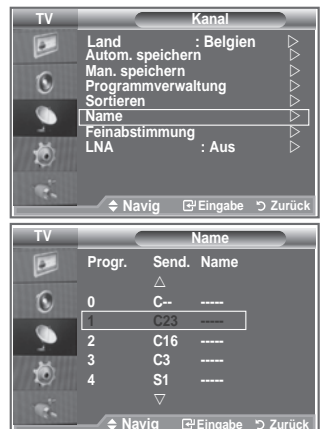 TV Kanal
Land : Belgien ▷
Autom. speichern ▷
Man. speichern ▷
Programmverwaltung ▷
Sortieren ▷
Name ▷
Feinabstimmung ▷
LNA : Aus ▷
Navig Eingabe Zurück
TV Name
Progr. Send. Name
△
0 C-- -----
1 C23 -----
2 C16 -----
3 C3 -----
4 S1 -----
▽
Navig Eingabe Zurück